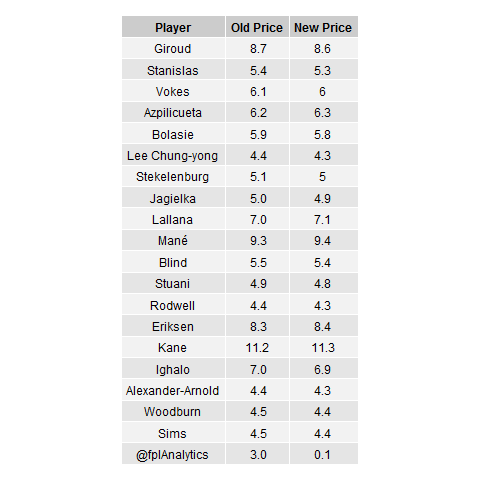 Player Old Price New Price
Giroud 8.7 8.6
Stanislas 5.4 5.3
Vokes 6.1 6
Azpilicueta 6.2 6.3
Bolasie 5.9 5.8
Lee Chung-yong 4.4 4.3
Stekelenburg 5.1 5
Jagielka 5.0 4.9
Lallana 7.0 7.1
Mané 9.3 9.4
Blind 5.5 5.4
Stuani 4.9 4.8
Rodwell 4.4 4.3
Eriksen 8.3 8.4
Kane 11.2 11.3
Ighalo 7.0 6.9
Alexander-Arnold 4.4 4.3
Woodburn 4.5 4.4
Sims 4.5 4.4
@fplAnalytics 3.0 0.1